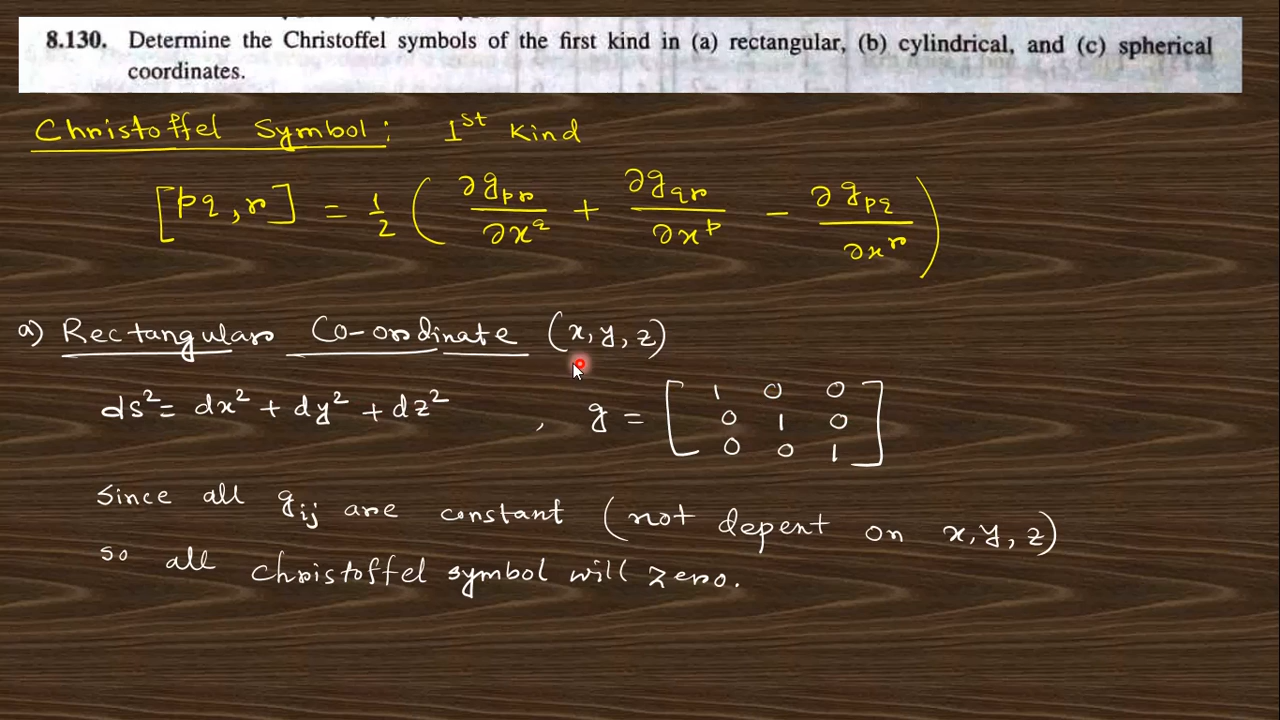 8.130. Determine the Christoffel symbols of the first kind in (a) rectangular, (b) cylindrical, and (c) spherical
coordinates.
Christoffel Symbol: 1st Kind
[pq,r] = 1/2 ( ∂g_pr/∂x^q + ∂g_qr/∂x^p − ∂g_pq/∂x^r )
a) Rectangular Co-ordinate (x,y,z)
ds² = dx² + dy² + dz² , g = [
1 0 0
0 1 0
0 0 1 ]
since all g_ij are constant (not depent on x,y,z)
so all christoffel symbol will zero.